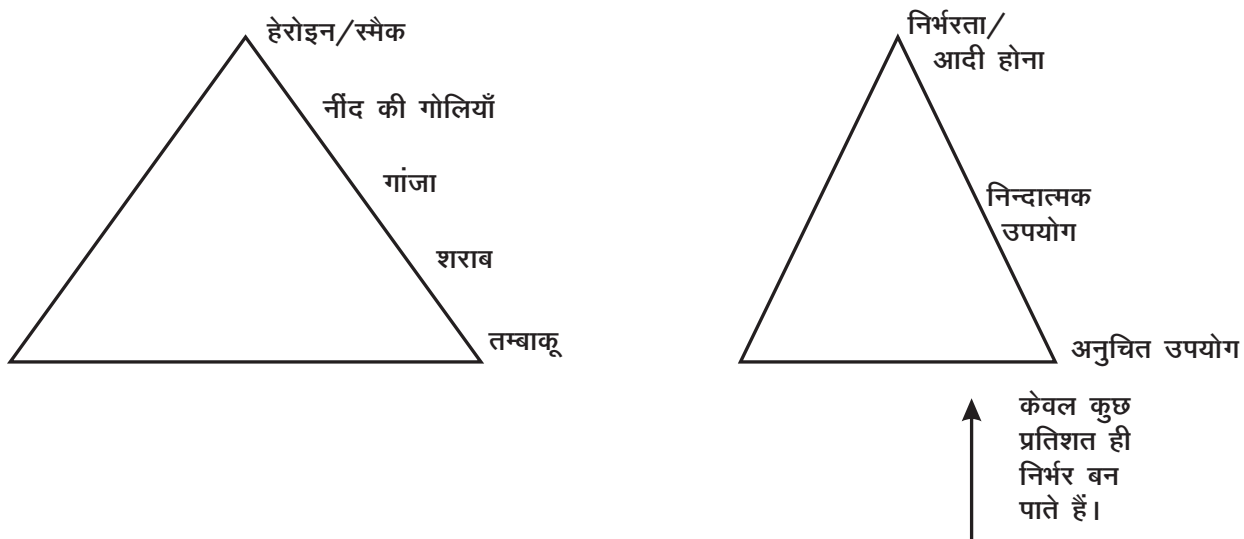 हेरोइन/स्मैक
नींद की गोलियाँ
गांजा
शराब
तम्बाकू
निर्भरता/
आदी होना
निन्दात्मक
उपयोग
अनुचित उपयोग
केवल कुछ
प्रतिशत ही
निर्भर बन
पाते हैं।